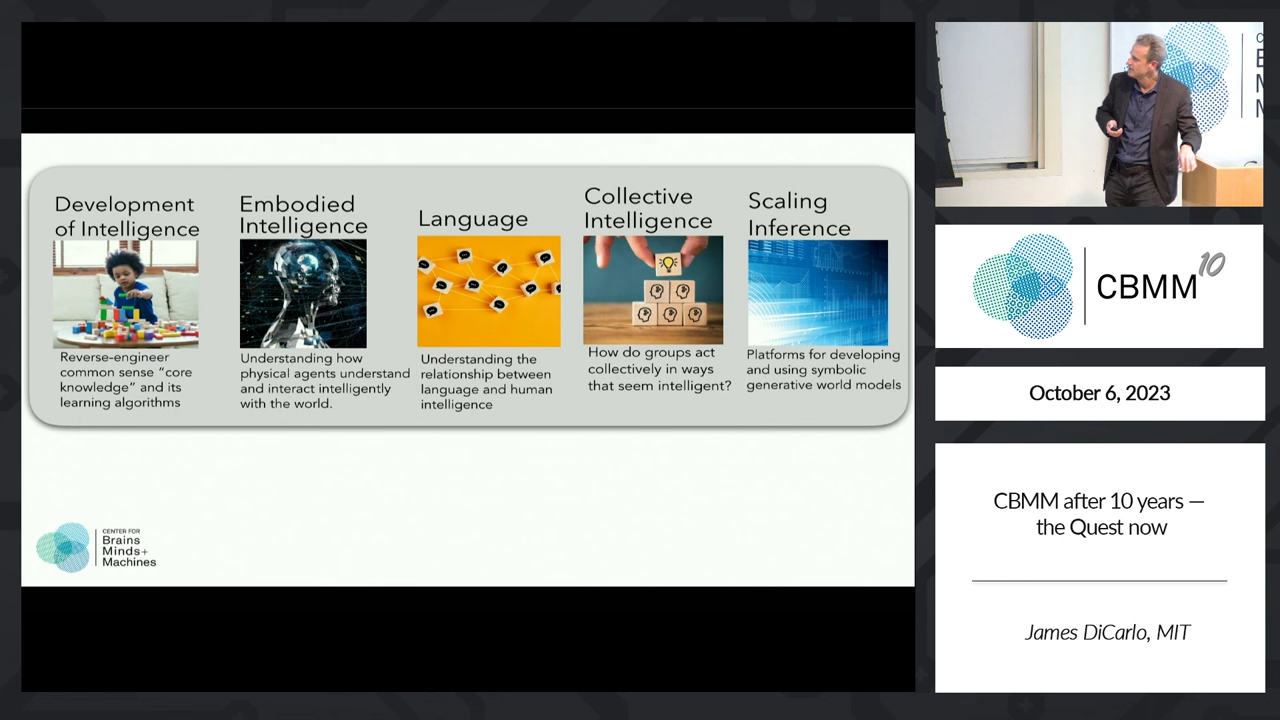 Development
of Intelligence
Reverse-engineer
common sense “core
knowledge” and its
learning algorithms
Embodied
Intelligence
Understanding how
physical agents understand
and interact intelligently
with the world.
Language
Understanding the
relationship between
language and human
intelligence
Collective
Intelligence
How do groups act
collectively in ways
that seem intelligent?
Scaling
Inference
Platforms for developing
and using symbolic
generative world models
CENTER FOR
Brains
Minds+
Machines
CBMM10
October 6, 2023
CBMM after 10 years —
the Quest now
James DiCarlo, MIT